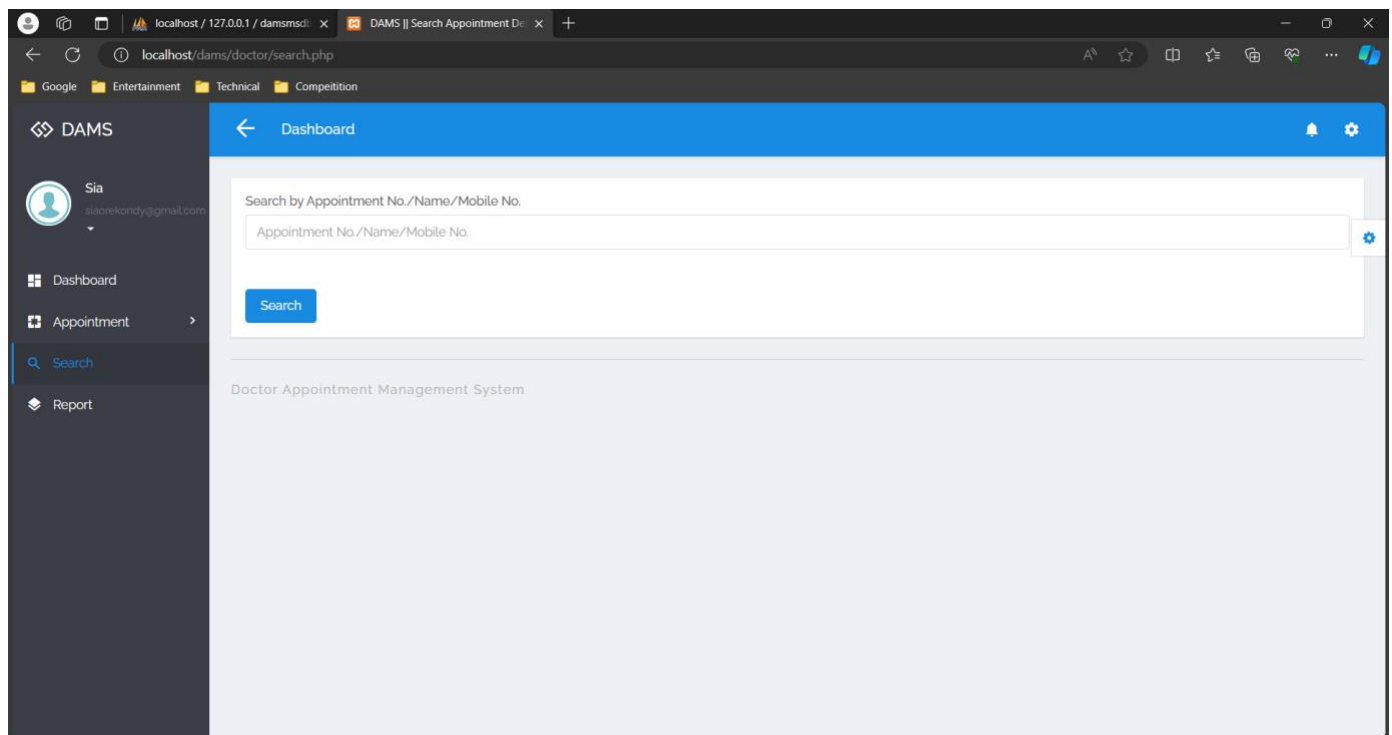 localhost / 127.0.0.1 / damsmsdb
DAMS || Search Appointment De
localhost/dams/doctor/search.php
Google
Entertainment
Technical
Compeitition
DAMS
Dashboard
Sia
siaorekondy@gmail.com
Search by Appointment No./Name/Mobile No.
Appointment No./Name/Mobile No.
Dashboard
Search
Appointment
Search
Doctor Appointment Management System
Report